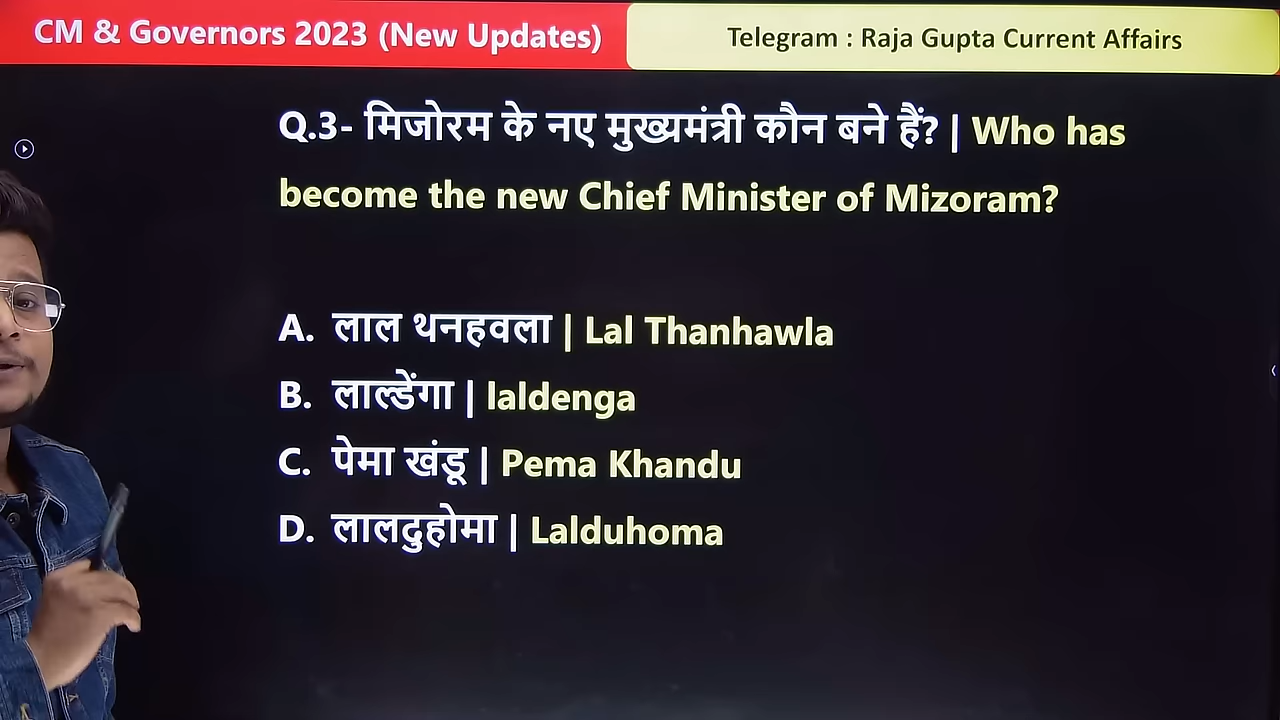 CM & Governors 2023 (New Updates)
Telegram : Raja Gupta Current Affairs
Q.3- मिजोरम के नए मुख्यमंत्री कौन बने हैं? | Who has
become the new Chief Minister of Mizoram?
A. लाल थनहवला | Lal Thanhawla
B. लाल्डेंगा | laldenga
C. पेमा खंडू | Pema Khandu
D. लालदुहोमा | Lalduhoma